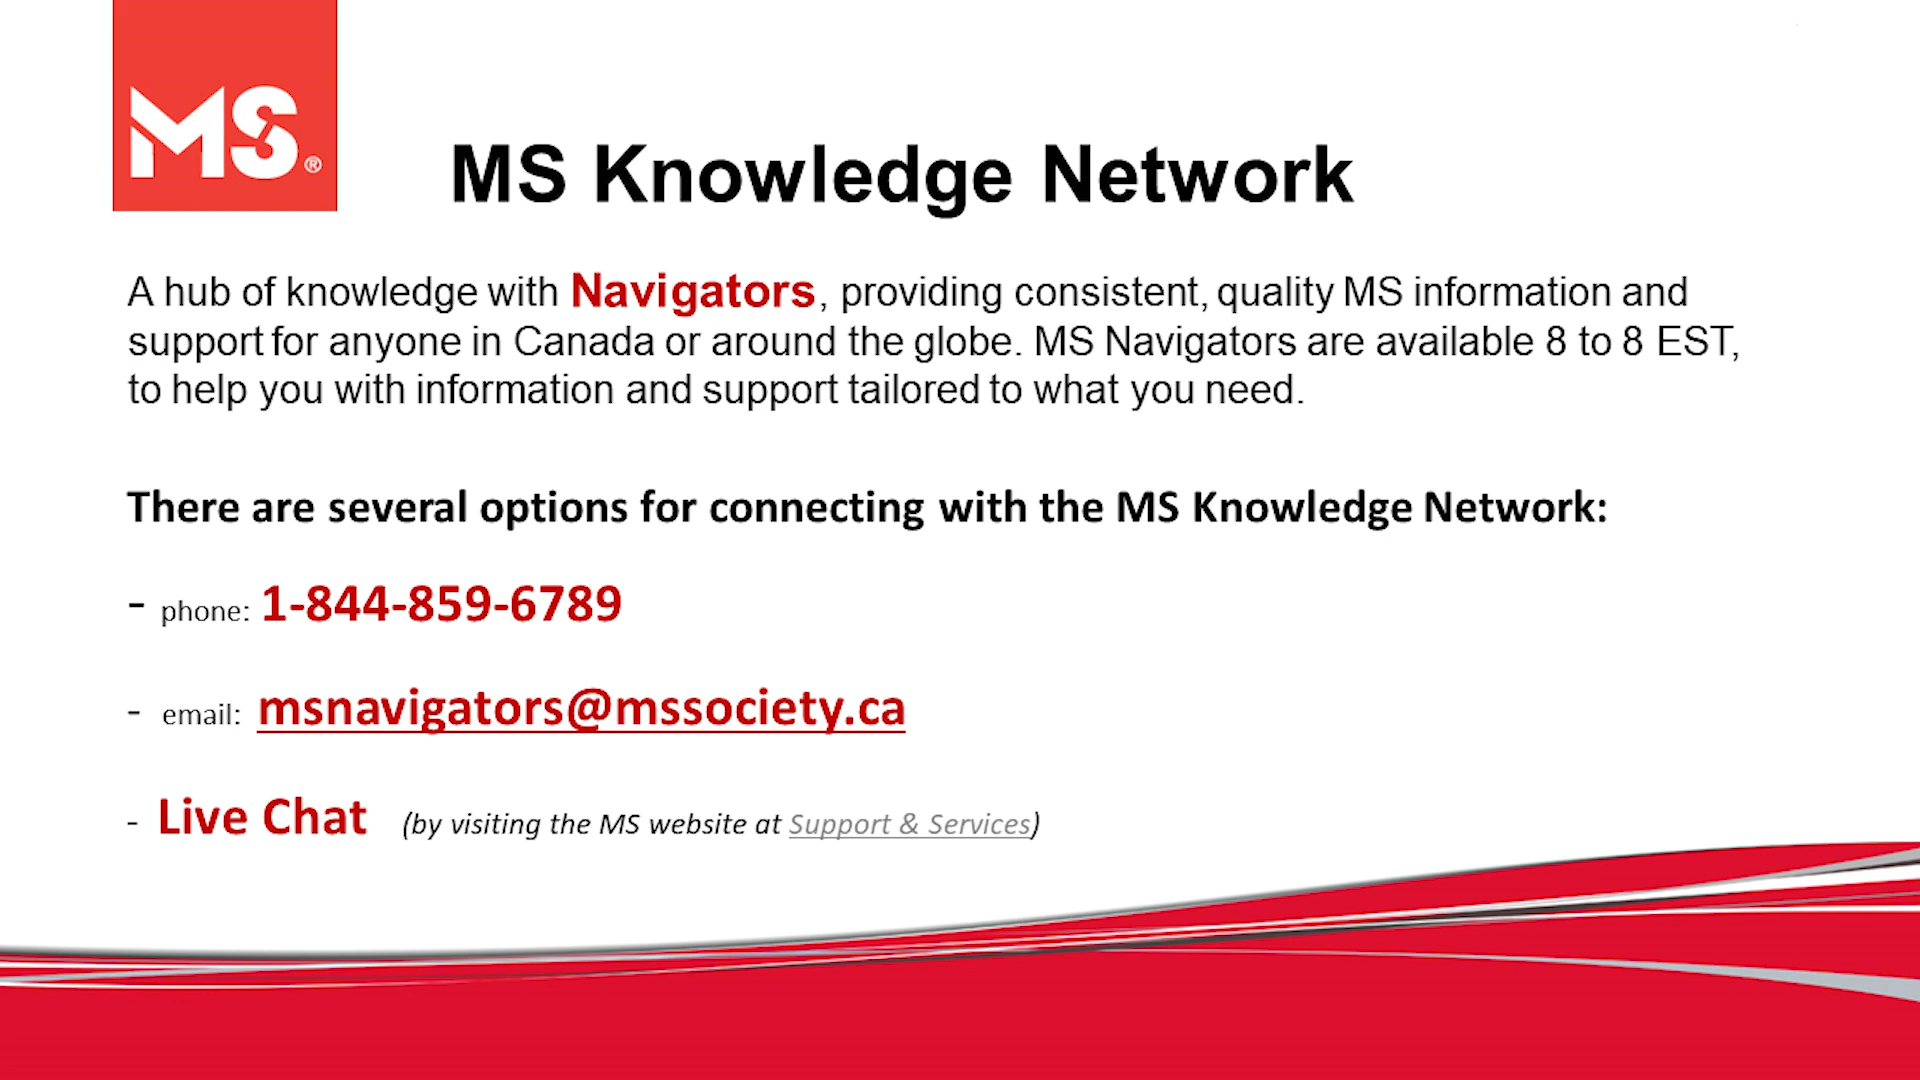 MS®
MS Knowledge Network
A hub of knowledge with Navigators, providing consistent, quality MS information and
support for anyone in Canada or around the globe. MS Navigators are available 8 to 8 EST,
to help you with information and support tailored to what you need.
There are several options for connecting with the MS Knowledge Network:
- phone: 1-844-859-6789
- email: msnavigators@mssociety.ca
- Live Chat (by visiting the MS website at Support & Services)